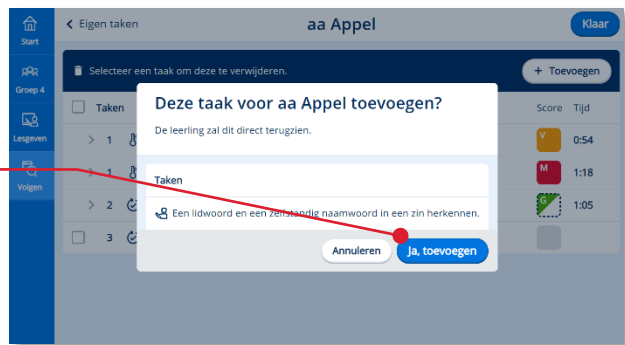 Start
Groep 4
Lesgeven
Volgen
Eigen taken
aa Appel
Klaar
Selecteer een taak om deze te verwijderen.
+ Toevoegen
Taken
Score Tijd
1
V
0:54
1
M
1:18
2
G
1:05
3
Deze taak voor aa Appel toevoegen?
De leerling zal dit direct terugzien.
Taken
Een lidwoord en een zelfstandig naamwoord in een zin herkennen.
Annuleren
Ja, toevoegen